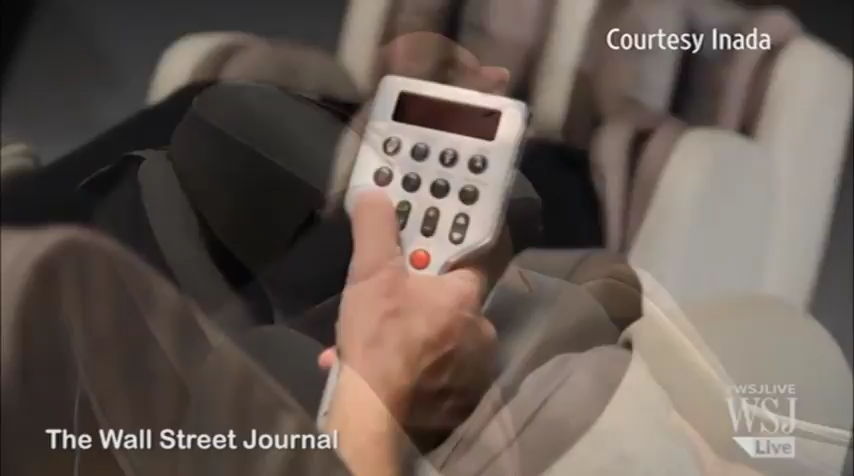 Courtesy Inada
#WSJLIVE
WSJ
Live
The Wall Street Journal